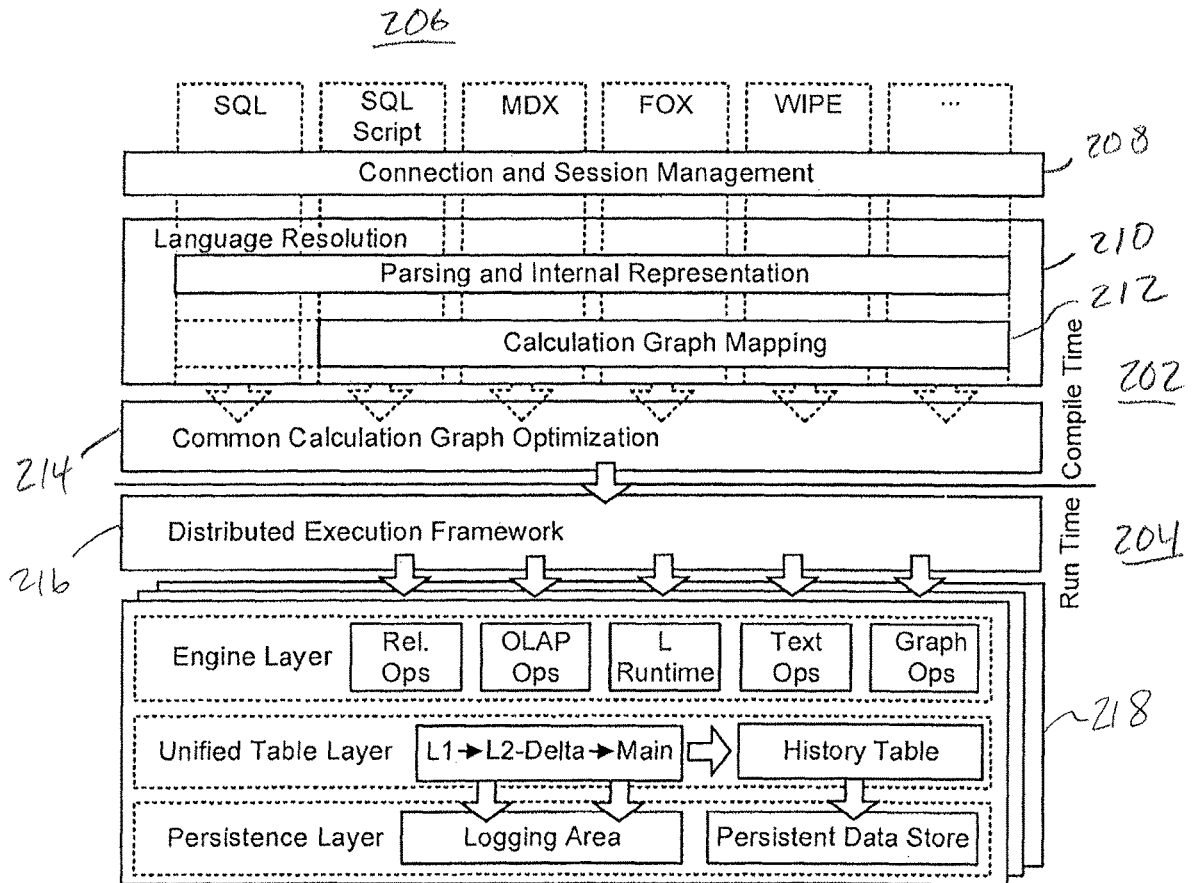 206
SQL SQL Script MDX FOX WIPE ...
Connection and Session Management
208
Language Resolution
210
Parsing and Internal Representation
212
Calculation Graph Mapping
Compile Time
202
Common Calculation Graph Optimization
214
Distributed Execution Framework
216
Run Time
204
Engine Layer
Rel. Ops
OLAP Ops
L Runtime
Text Ops
Graph Ops
218
Unified Table Layer
L1→L2-Delta→Main
History Table
Persistence Layer
Logging Area
Persistent Data Store